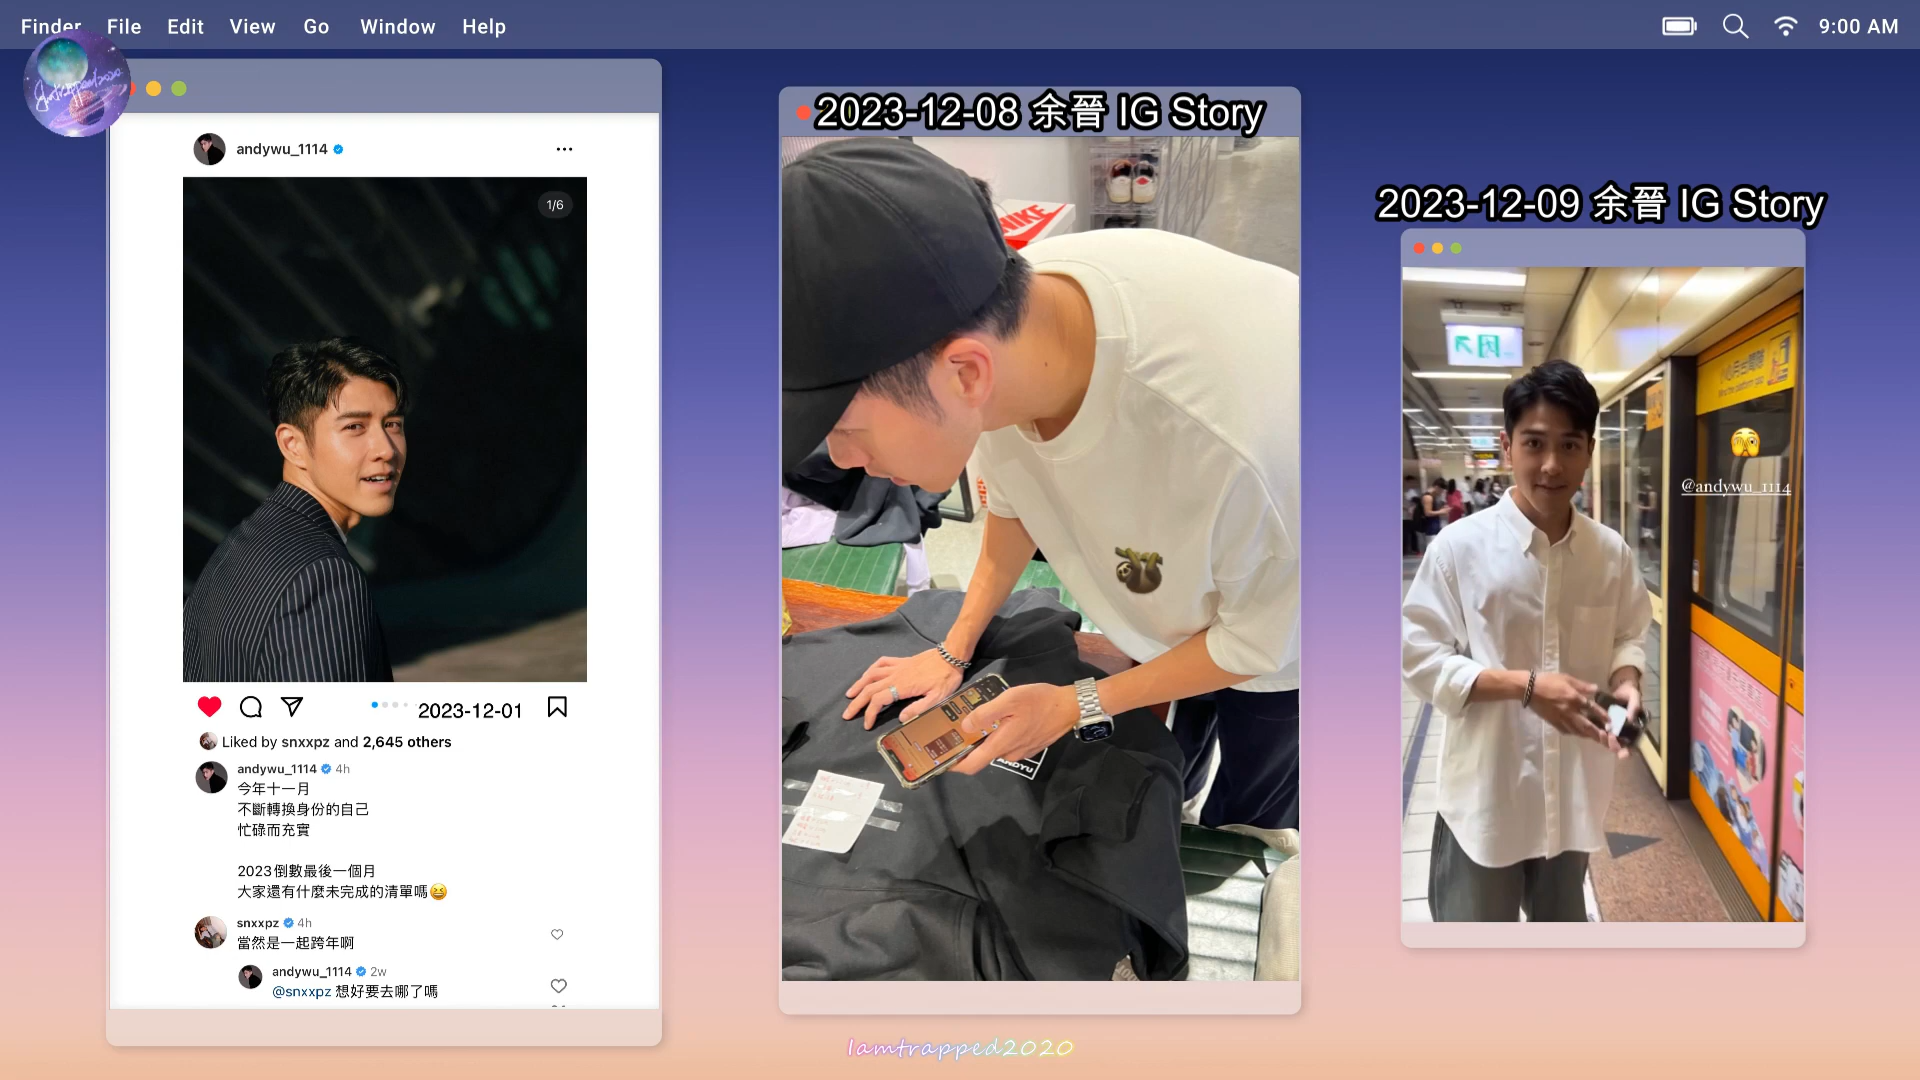 Finder File Edit View Go Window Help
9:00 AM
andywu_1114
1/6
2023-12-01
Liked by snxxpz and 2,645 others
andywu_1114 4h
今年十一月
不斷轉換身份的自己
忙碌而充實
2023倒數最後一個月
大家還有什麼未完成的清單嗎😆
snxxpz 4h
當然是一起跨年啊
andywu_1114 2w
@snxxpz 想好要去哪了嗎
2023-12-08 余晉 IG Story
NIKE
ANDYU
2023-12-09 余晉 IG Story
@andywu_1114
Iamtrapped2020